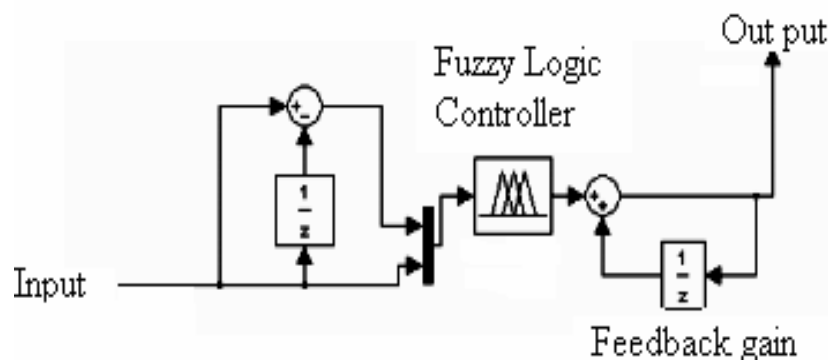 Out put
Fuzzy Logic
Controller
+
-
1
z
+
+
1
z
Input
Feedback gain